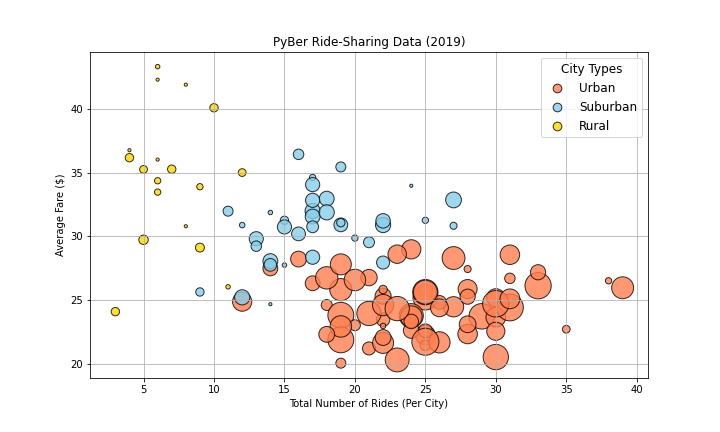 PyBer Ride-Sharing Data (2019)
City Types
Urban
Suburban
Rural
Average Fare ($)
40
35
30
25
20
5 10 15 20 25 30 35 40
Total Number of Rides (Per City)